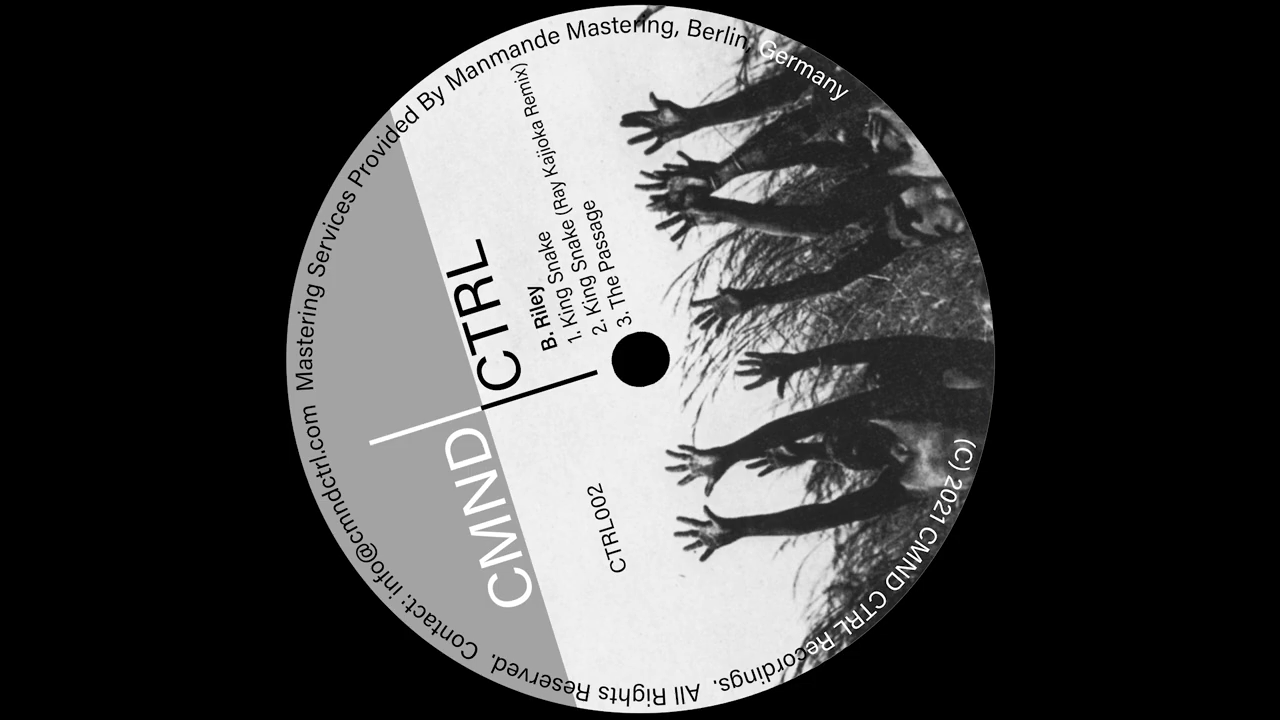 CMND CTRL
B. Riley
1. King Snake
2. King Snake (Ray Kajioka Remix)
3. The Passage
CTRL002
(C) 2021 CMND CTRL Recordings. All Rights Reserved. Contact: info@cmndctrl.com Mastering Services Provided By Manmande Mastering, Berlin, Germany